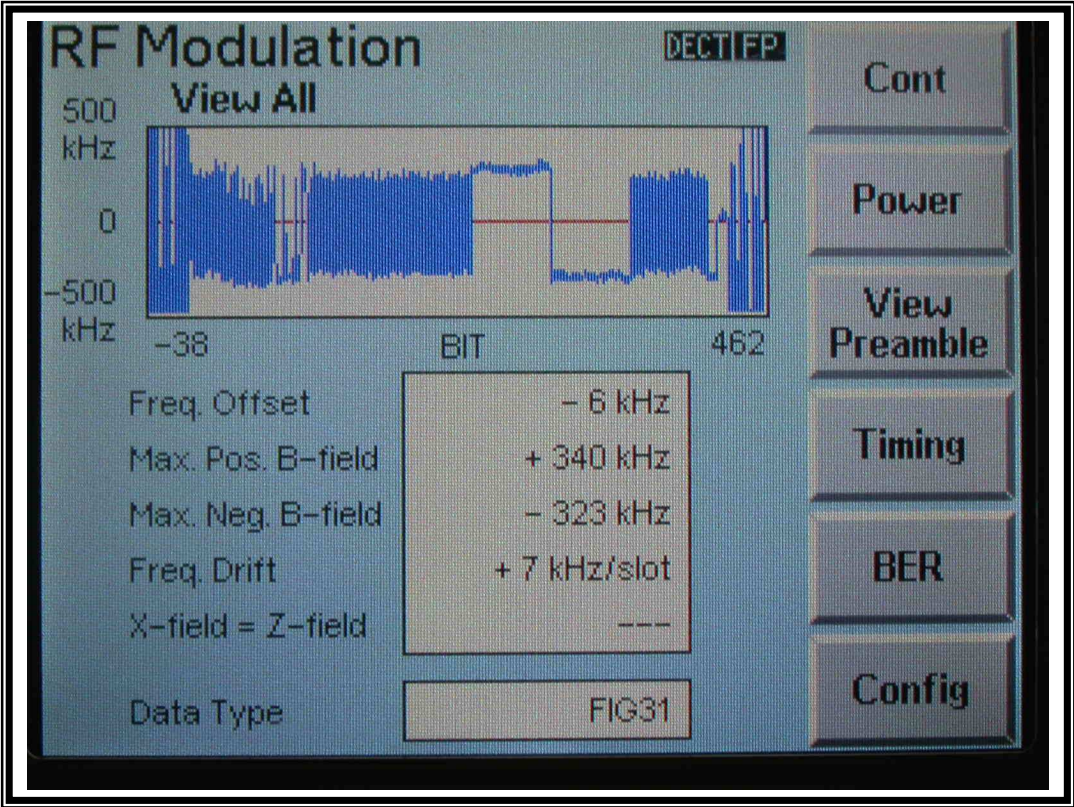 RF Modulation
DECT FP
View All
500
kHz
0
-500
kHz
-38 BIT 462
Freq. Offset - 6 kHz
Max. Pos. B-field + 340 kHz
Max. Neg. B-field - 323 kHz
Freq. Drift + 7 kHz/slot
X-field = Z-field ---
Data Type FIG31
Cont
Power
View
Preamble
Timing
BER
Config